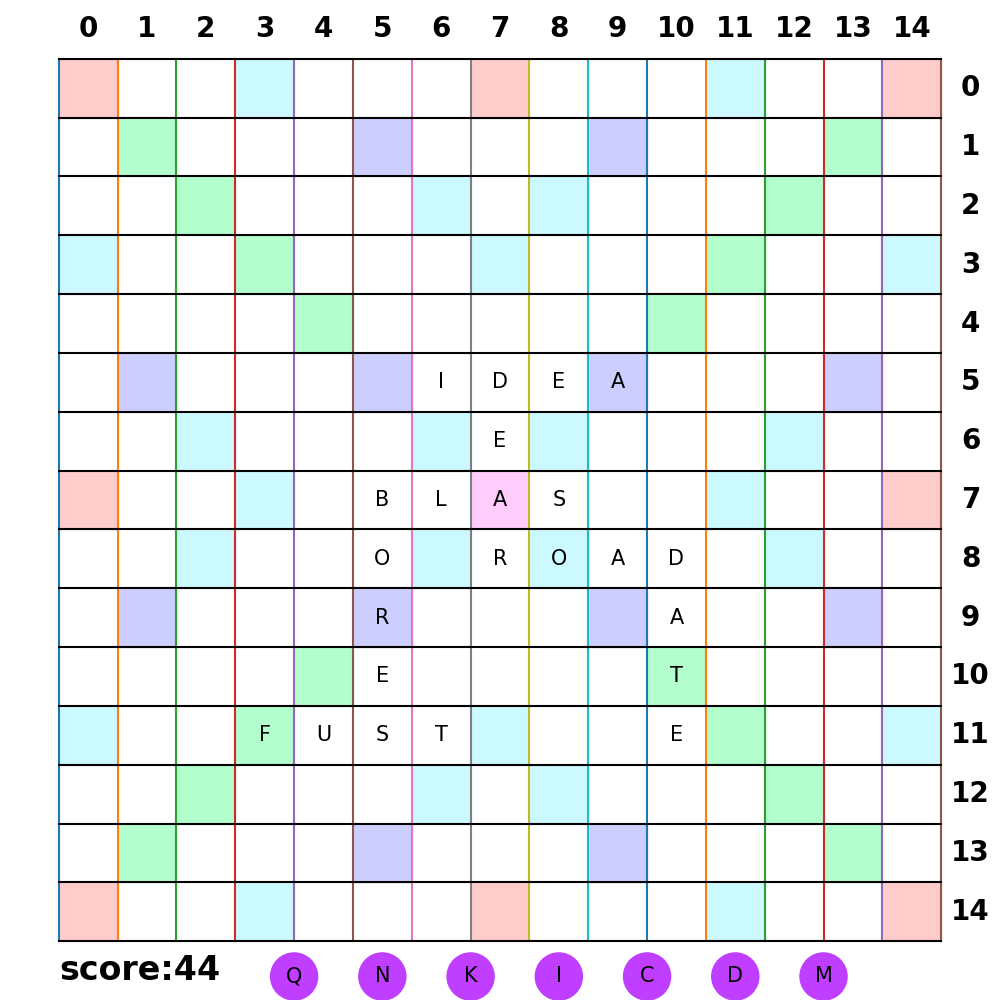 0 1 2 3 4 5 6 7 8 9 10 11 12 13 14
0
1
2
3
4
I D E A 5
E 6
B L A S 7
O R O A D 8
R A 9
E T 10
F U S T E 11
12
13
14
score:44 Q N K I C D M